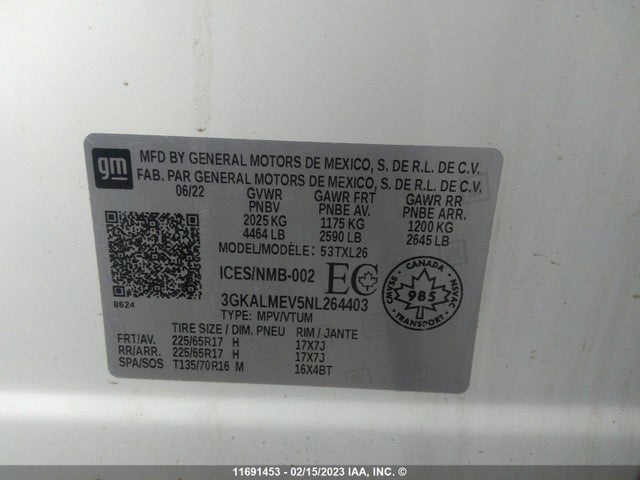 gm
MFD BY GENERAL MOTORS DE MEXICO, S. DE R.L. DE C.V.
FAB. PAR GENERAL MOTORS DE MEXICO, S. DE R.L. DE C.V.
06/22 GVWR GAWR FRT GAWR RR
PNBV PNBE AV. PNBE ARR.
2025 KG 1175 KG 1200 KG
4464 LB 2590 LB 2645 LB
MODEL/MODÈLE: 53TXL26
ICES/NMB-002 EC
8624
3GKALMEV5NL264403
TYPE: MPV/VTUM
CMVSS NSVAC
985
TRANSPORT
TIRE SIZE / DIM. PNEU RIM / JANTE
FRT/AV. 225/65R17 H 17X7J
RR/ARR. 225/65R17 H 17X7J
SPA/SOS T135/70R16 M 16X4BT
11691453 - 02/15/2023 IAA, INC. ©